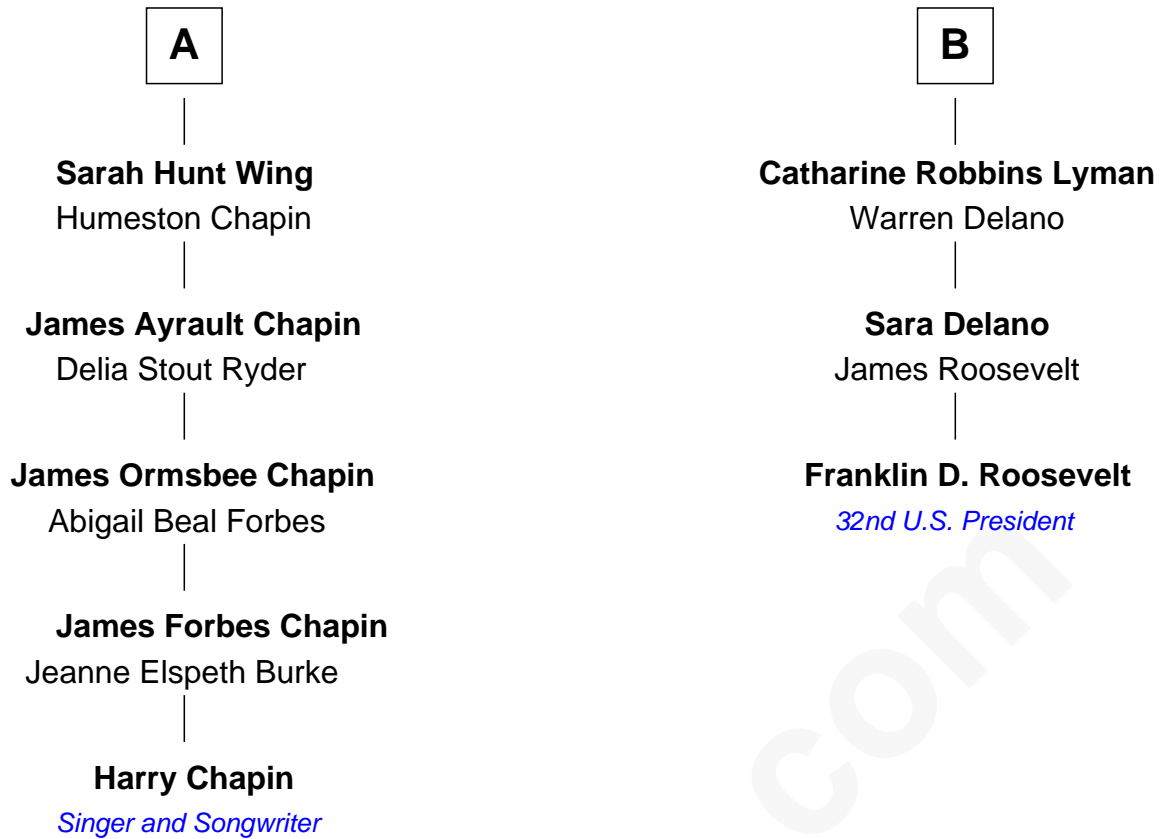 A
Sarah Hunt Wing
Humeston Chapin
James Ayrault Chapin
Delia Stout Ryder
James Ormsbee Chapin
Abigail Beal Forbes
James Forbes Chapin
Jeanne Elspeth Burke
Harry Chapin
Singer and Songwriter
B
Catharine Robbins Lyman
Warren Delano
Sara Delano
James Roosevelt
Franklin D. Roosevelt
32nd U.S. President
com